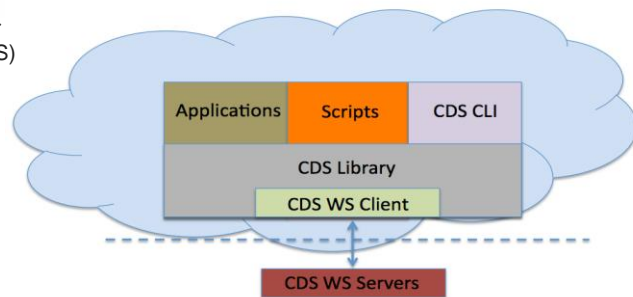 S)
Applications
Scripts
CDS CLI
CDS Library
CDS WS Client
CDS WS Servers